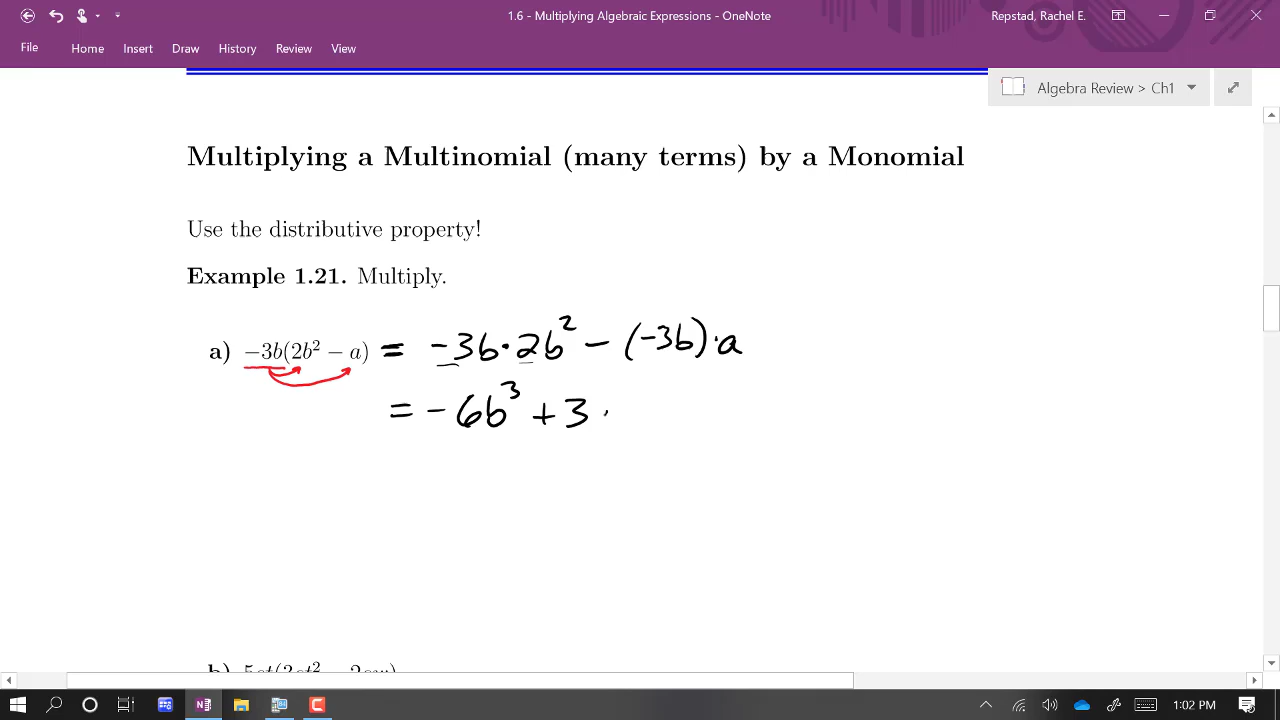 1.6 - Multiplying Algebraic Expressions - OneNote
Repstad, Rachel E.
File Home Insert Draw History Review View
Algebra Review > Ch1
Multiplying a Multinomial (many terms) by a Monomial
Use the distributive property!
Example 1.21. Multiply.
a) −3b(2b² − a) = −3b·2b² − (−3b)·a
= −6b³ + 3
1:02 PM